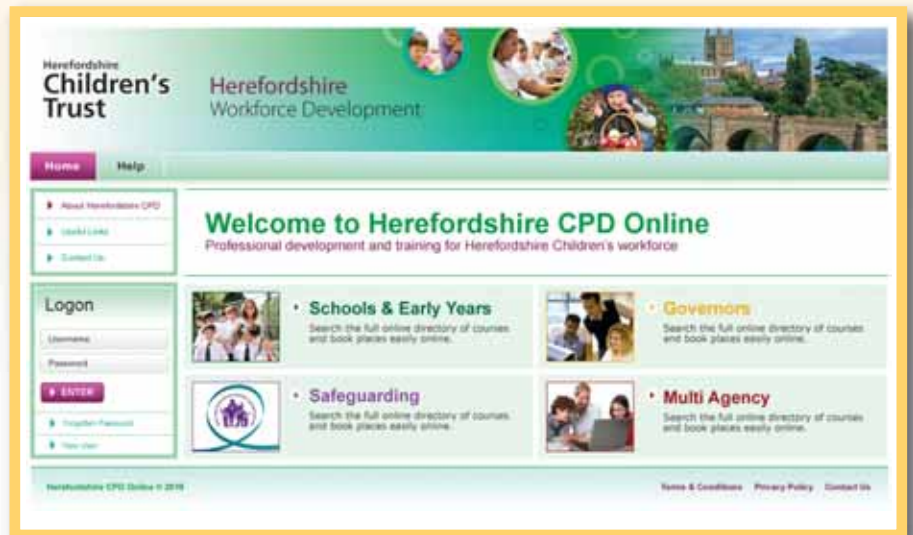 Herefordshire
Children's
Trust
Herefordshire
Workforce Development
Home Help
About Herefordshire CPD
Useful Links
Contact Us
Welcome to Herefordshire CPD Online
Professional development and training for Herefordshire Children's workforce
Logon
Username
Password
ENTER
Forgotten Password
New User
Schools & Early Years
Search the full online directory of courses
and book places easily online.
Governors
Search the full online directory of courses
and book places easily online.
Safeguarding
Search the full online directory of courses
and book places easily online.
Multi Agency
Search the full online directory of courses
and book places easily online.
Herefordshire CPD Online ©
Terms & Conditions Privacy Policy Contact Us